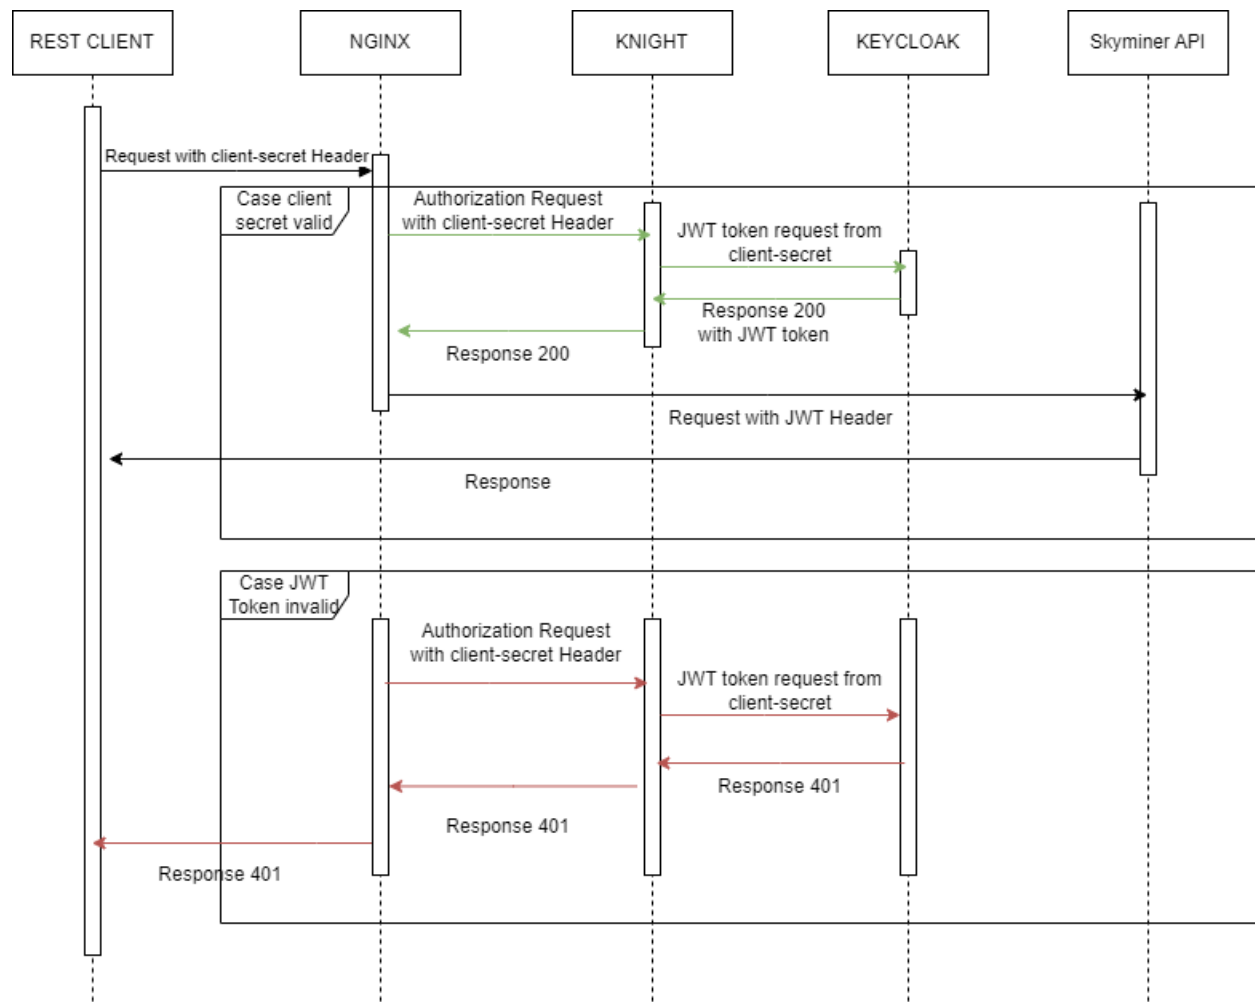 REST CLIENT
NGINX
KNIGHT
KEYCLOAK
Skyminer API
Request with client-secret Header
Case client
secret valid
Authorization Request
with client-secret Header
JWT token request from
client-secret
Response 200
with JWT token
Response 200
Request with JWT Header
Response
Case JWT
Token invalid
Authorization Request
with client-secret Header
JWT token request from
client-secret
Response 401
Response 401
Response 401